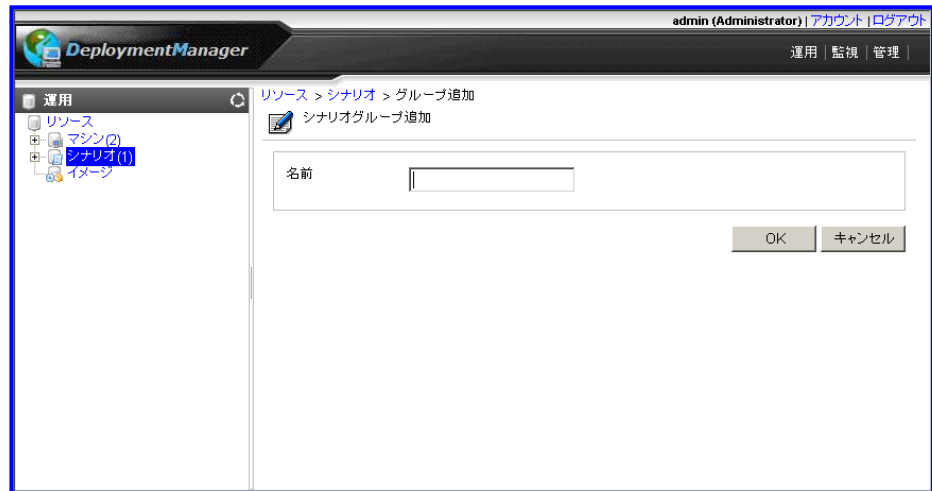 admin (Administrator) | アカウント | ログアウト
DeploymentManager
運用 | 監視 | 管理 |
運用
リソース
マシン(2)
シナリオ(1)
イメージ
リソース > シナリオ > グループ追加
シナリオグループ追加
名前
OK キャンセル